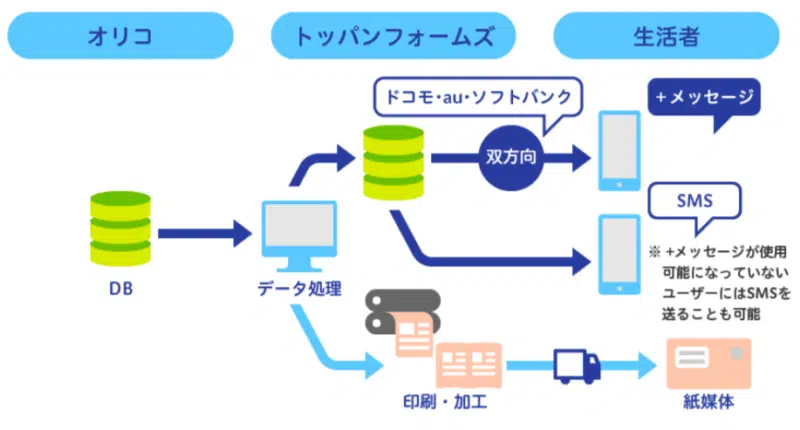 オリコ
トッパンフォームズ
生活者
ドコモ・au・ソフトバンク
+メッセージ
双方向
SMS
※ +メッセージが使用
可能になっていない
ユーザーにはSMSを
送ることも可能
DB
データ処理
印刷・加工
紙媒体